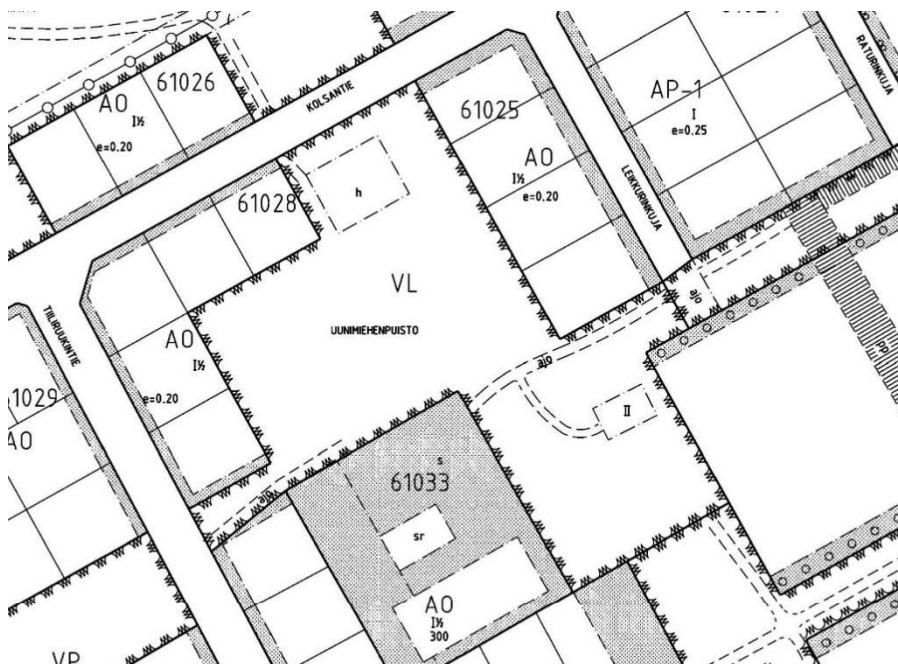 61026
AO
I½
e=0.20
KOLSANTIE
61025
AO
I½
e=0.20
AP-1
I
e=0.25
RATURINKUJA
LEIKKURINKUJA
61028
h
VL
UUNIMIEHENPUISTO
TIILIRUUKINTIE
AO
I½
e=0.20
1029
AO
ajo
ajo
II
pp
61033
s
sr
AO
I½
300
ajo
VP